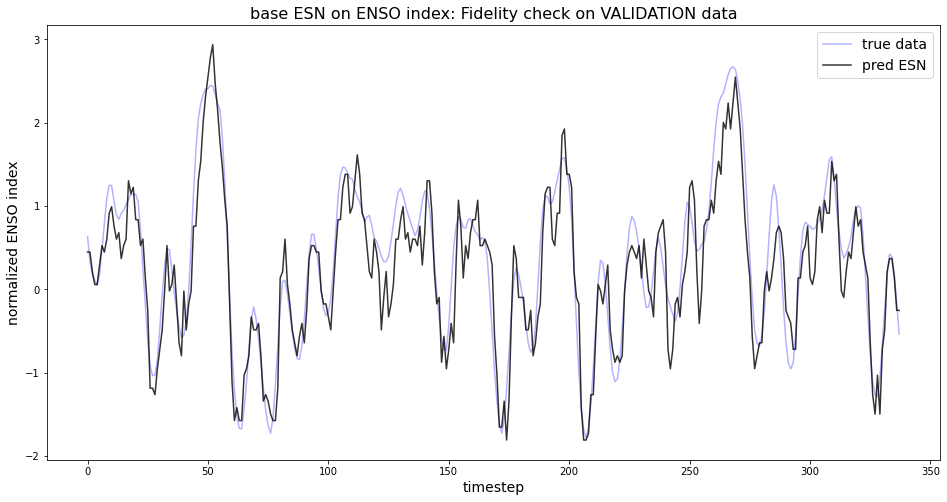 base ESN on ENSO index: Fidelity check on VALIDATION data
true data
pred ESN
normalized ENSO index
3
2
1
0
−1
−2
0
50
100
150
200
250
300
350
timestep